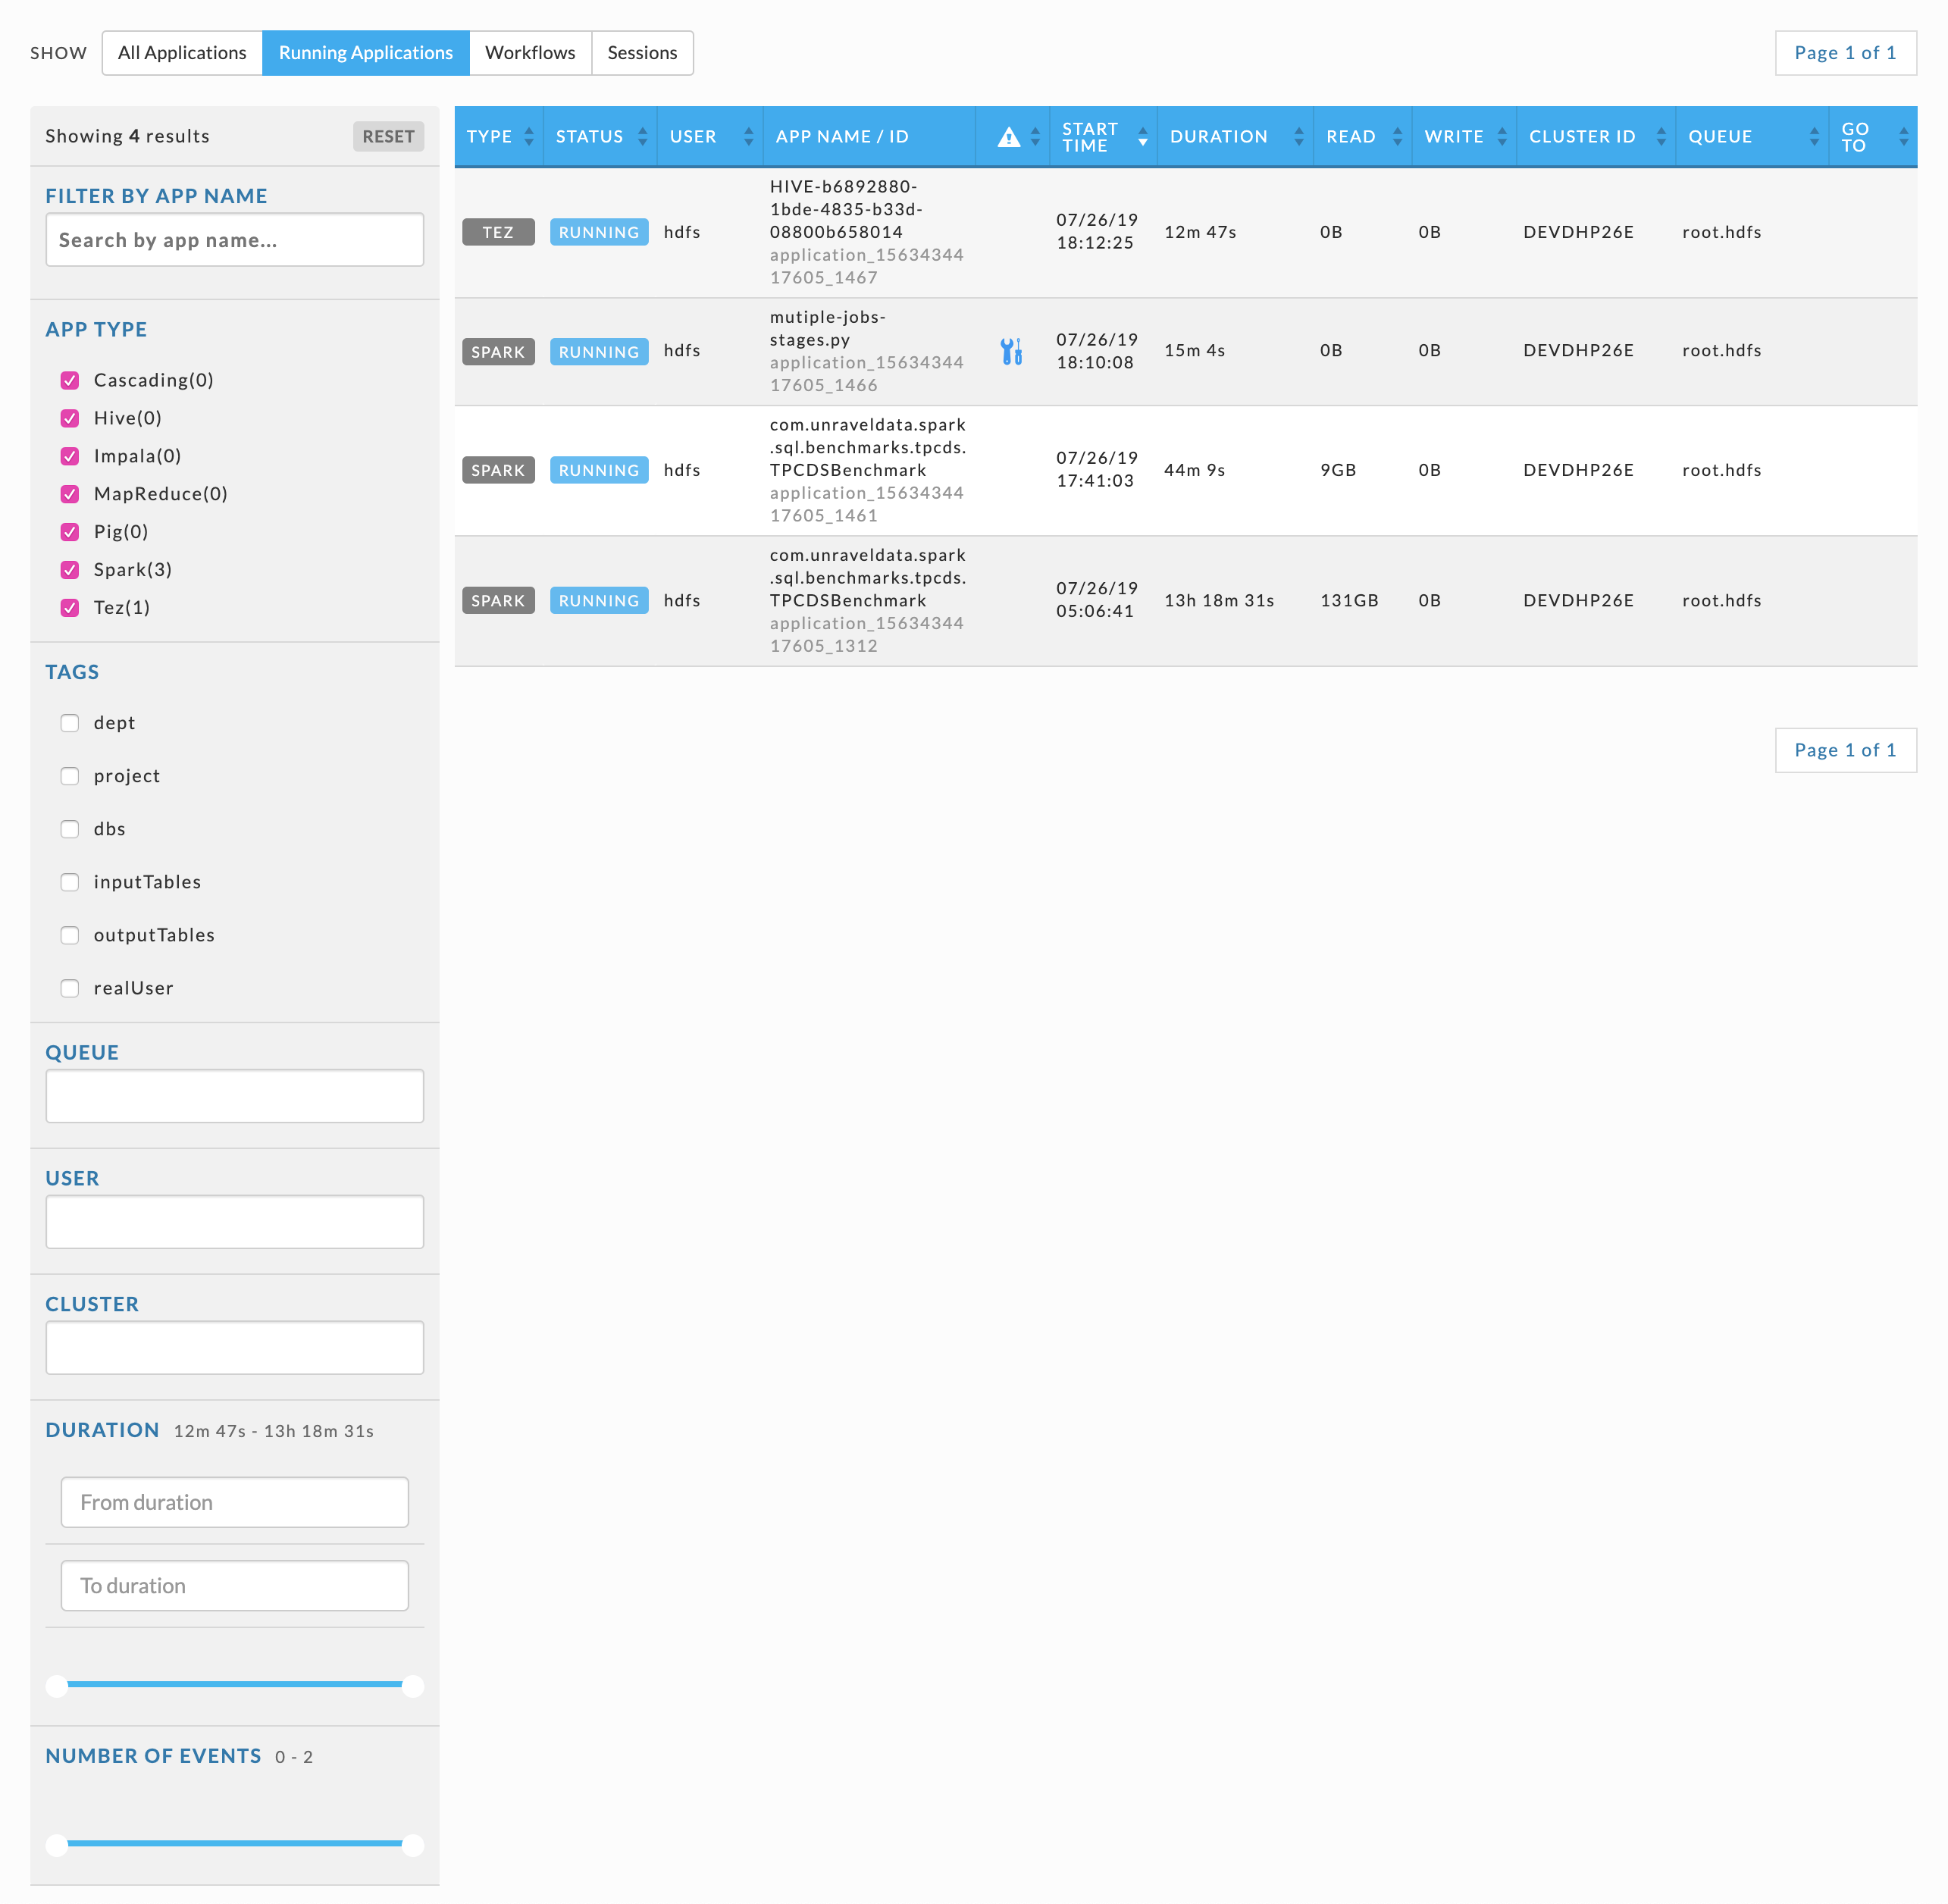 SHOW All Applications Running Applications Workflows Sessions Page 1 of 1
Showing 4 results RESET
FILTER BY APP NAME
Search by app name...
APP TYPE
Cascading(0)
Hive(0)
Impala(0)
MapReduce(0)
Pig(0)
Spark(3)
Tez(1)
TAGS
dept
project
dbs
inputTables
outputTables
realUser
QUEUE
USER
CLUSTER
DURATION 12m 47s - 13h 18m 31s
From duration
To duration
NUMBER OF EVENTS 0 - 2
TYPE STATUS USER APP NAME / ID START TIME DURATION READ WRITE CLUSTER ID QUEUE GO TO
HIVE-b6892880-
1bde-4835-b33d-
07/26/19
TEZ RUNNING hdfs 08800b658014 12m 47s 0B 0B DEVDHP26E root.hdfs
18:12:25
application_15634344
17605_1467
mutiple-jobs-
stages.py 07/26/19
SPARK RUNNING hdfs 15m 4s 0B 0B DEVDHP26E root.hdfs
application_15634344 18:10:08
17605_1466
com.unraveldata.spark
.sql.benchmarks.tpcds.
07/26/19
SPARK RUNNING hdfs TPCDSBenchmark 44m 9s 9GB 0B DEVDHP26E root.hdfs
17:41:03
application_15634344
17605_1461
com.unraveldata.spark
.sql.benchmarks.tpcds.
07/26/19
SPARK RUNNING hdfs TPCDSBenchmark 13h 18m 31s 131GB 0B DEVDHP26E root.hdfs
05:06:41
application_15634344
17605_1312
Page 1 of 1